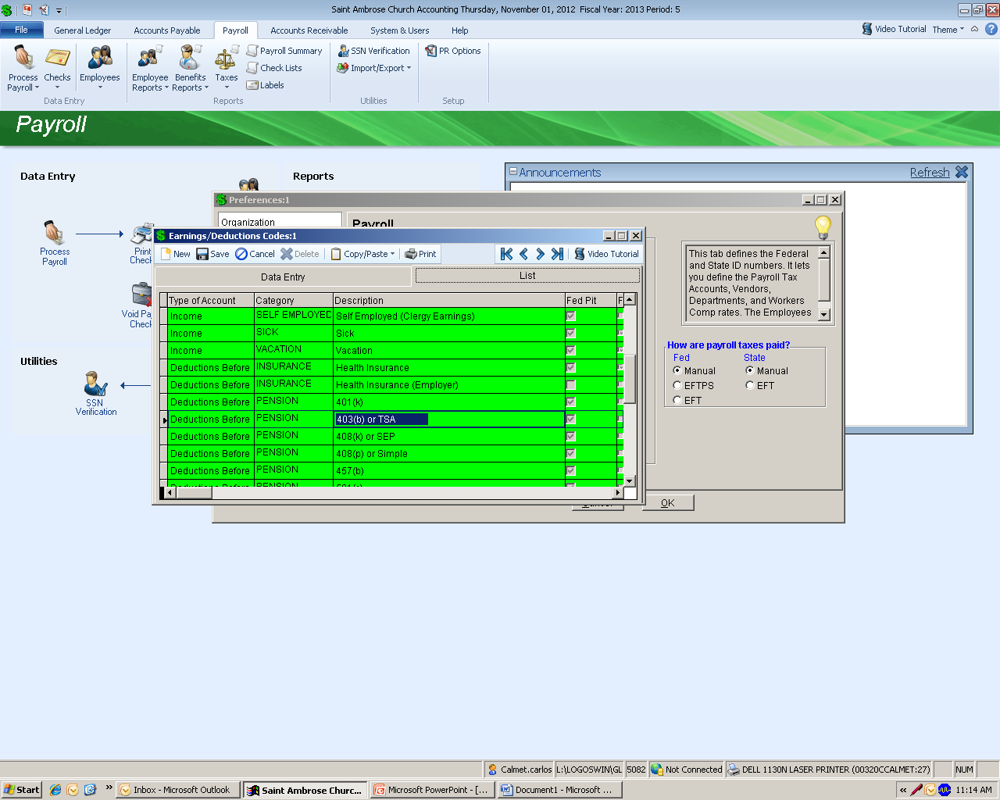 Saint Ambrose Church Accounting Thursday, November 01, 2012 Fiscal Year: 2013 Period: 5
File General Ledger Accounts Payable Payroll Accounts Receivable System & Users Help Video Tutorial Theme
Process Payroll Checks Employees
Data Entry
Employee Reports Benefits Reports Taxes
Payroll Summary
Check Lists
Labels
Reports
SSN Verification
Import/Export
Utilities
PR Options
Setup
Payroll
Data Entry
Reports
Process Payroll
Print
Void
Check
Utilities
SSN Verification
Announcements Refresh
Preferences:1
Organization
Payroll
This tab defines the Federal
and State ID numbers. It lets
you define the Payroll Tax
Accounts, Vendors,
Departments, and Workers
Comp rates. The Employees
How are payroll taxes paid?
Fed State
Manual Manual
EFTPS EFT
EFT
OK
Earnings/Deductions Codes:1
New Save Cancel Delete Copy/Paste Print Video Tutorial
Data Entry List
Type of Account Category Description Fed Pit F
Income SELF EMPLOYED Self Employed (Clergy Earnings)
Income SICK Sick
Income VACATION Vacation
Deductions Before INSURANCE Health Insurance
Deductions Before INSURANCE Health Insurance (Employer)
Deductions Before PENSION 401(k)
Deductions Before PENSION 403(b) or TSA
Deductions Before PENSION 408(k) or SEP
Deductions Before PENSION 408(p) or Simple
Deductions Before PENSION 457(b)
Calmet.carlos L:\LOGOSWIN\GL 5082 Not Connected DELL 1130N LASER PRINTER (00320CCALMET:27) NUM
Start Inbox - Microsoft Outlook Saint Ambrose Churc... Microsoft PowerPoint - [... Document1 - Microsoft ... 11:14 AM